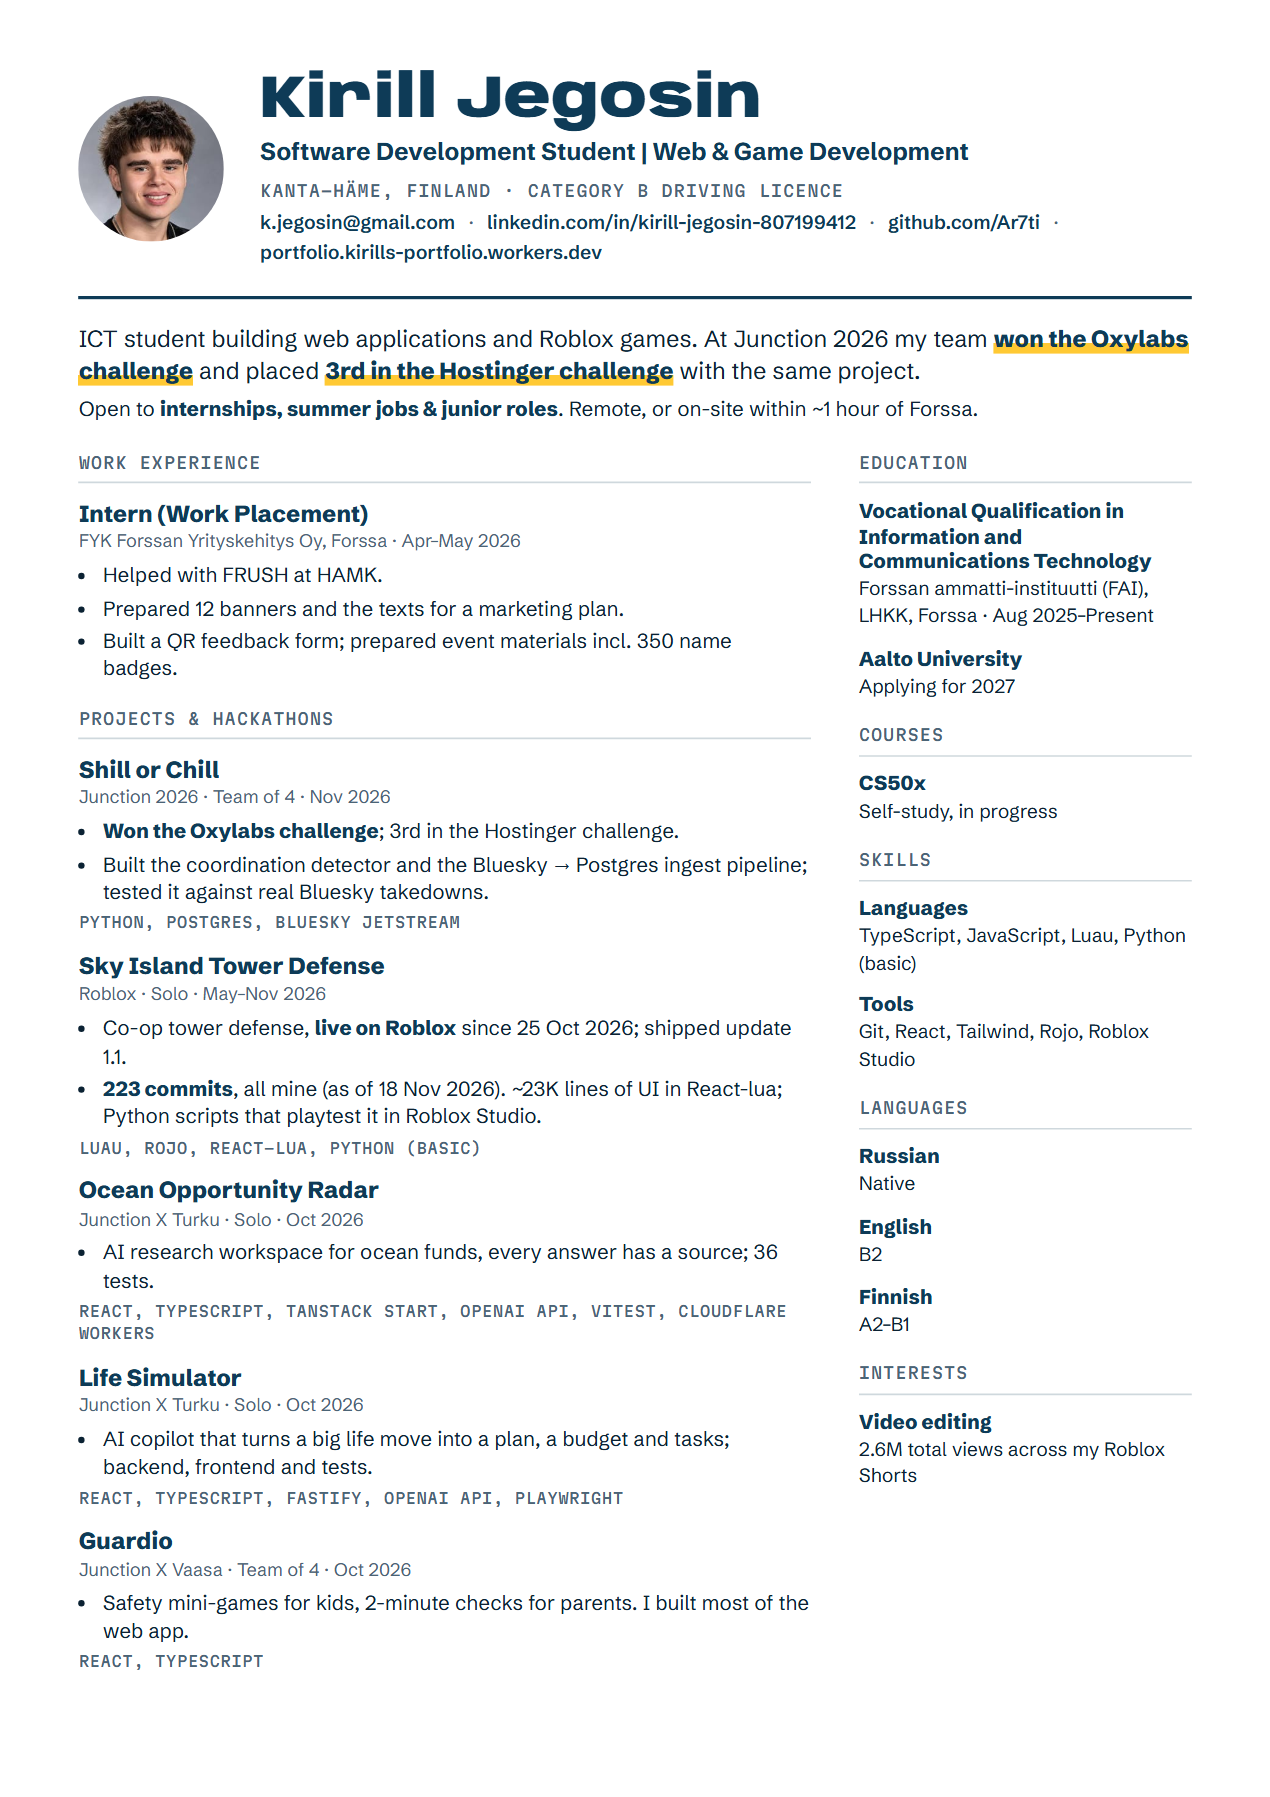 Kirill Jegosin
Software Development Student | Web & Game Development
KANTA-HÄME, FINLAND · CATEGORY B DRIVING LICENCE
k.jegosin@gmail.com · linkedin.com/in/kirill-jegosin-807199412 · github.com/Ar7ti ·
portfolio.kirills-portfolio.workers.dev
ICT student building web applications and Roblox games. At Junction 2026 my team won the Oxylabs
challenge and placed 3rd in the Hostinger challenge with the same project.
Open to internships, summer jobs & junior roles. Remote, or on-site within ~1 hour of Forssa.
WORK EXPERIENCE
Intern (Work Placement)
FYK Forssan Yrityskehitys Oy, Forssa · Apr–May 2026
• Helped with FRUSH at HAMK.
• Prepared 12 banners and the texts for a marketing plan.
• Built a QR feedback form; prepared event materials incl. 350 name
badges.
PROJECTS & HACKATHONS
Shill or Chill
Junction 2026 · Team of 4 · Nov 2026
• Won the Oxylabs challenge; 3rd in the Hostinger challenge.
• Built the coordination detector and the Bluesky → Postgres ingest pipeline;
tested it against real Bluesky takedowns.
PYTHON, POSTGRES, BLUESKY JETSTREAM
Sky Island Tower Defense
Roblox · Solo · May–Nov 2026
• Co-op tower defense, live on Roblox since 25 Oct 2026; shipped update
1.1.
• 223 commits, all mine (as of 18 Nov 2026). ~23K lines of UI in React-lua;
Python scripts that playtest it in Roblox Studio.
LUAU, ROJO, REACT-LUA, PYTHON (BASIC)
Ocean Opportunity Radar
Junction X Turku · Solo · Oct 2026
• AI research workspace for ocean funds, every answer has a source; 36
tests.
REACT, TYPESCRIPT, TANSTACK START, OPENAI API, VITEST, CLOUDFLARE
WORKERS
Life Simulator
Junction X Turku · Solo · Oct 2026
• AI copilot that turns a big life move into a plan, a budget and tasks;
backend, frontend and tests.
REACT, TYPESCRIPT, FASTIFY, OPENAI API, PLAYWRIGHT
Guardio
Junction X Vaasa · Team of 4 · Oct 2026
• Safety mini-games for kids, 2-minute checks for parents. I built most of the
web app.
REACT, TYPESCRIPT
EDUCATION
Vocational Qualification in
Information and
Communications Technology
Forssan ammatti-instituutti (FAI),
LHKK, Forssa · Aug 2025–Present
Aalto University
Applying for 2027
COURSES
CS50x
Self-study, in progress
SKILLS
Languages
TypeScript, JavaScript, Luau, Python
(basic)
Tools
Git, React, Tailwind, Rojo, Roblox
Studio
LANGUAGES
Russian
Native
English
B2
Finnish
A2–B1
INTERESTS
Video editing
2.6M total views across my Roblox
Shorts